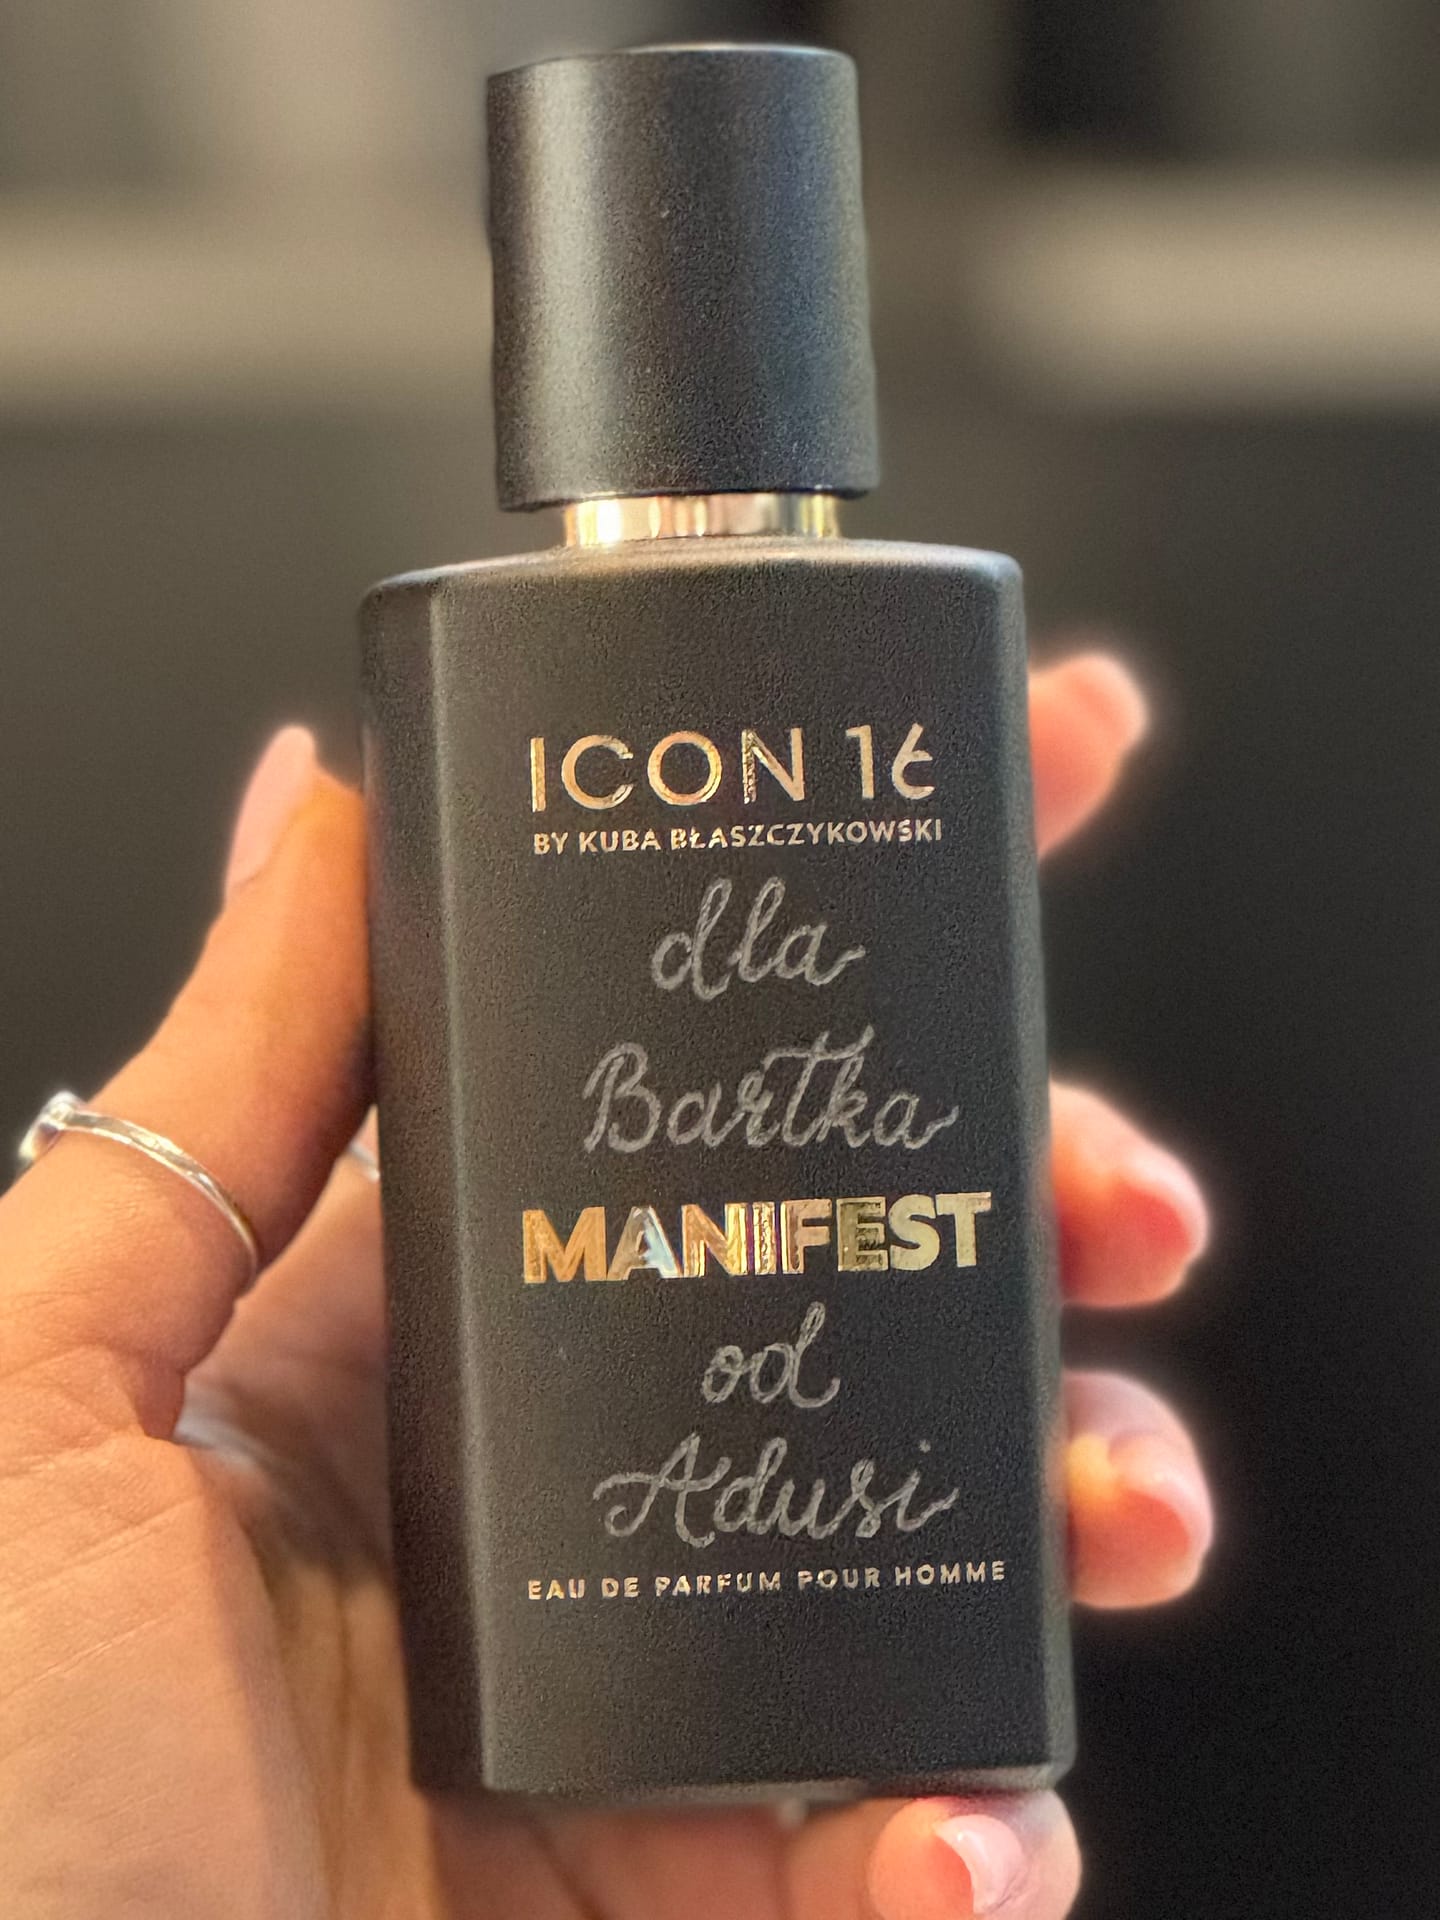 ICON 16
BY KUBA BŁASZCZYKOWSKI
dla
Bartka
MANIFEST
od
Adusi
EAU DE PARFUM POUR HOMME